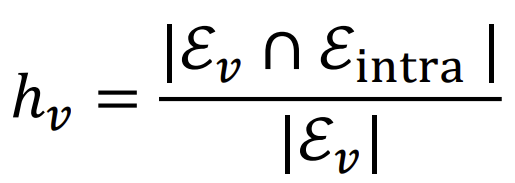 h_v = |ℰ_v ∩ ℰ_intra| / |ℰ_v|